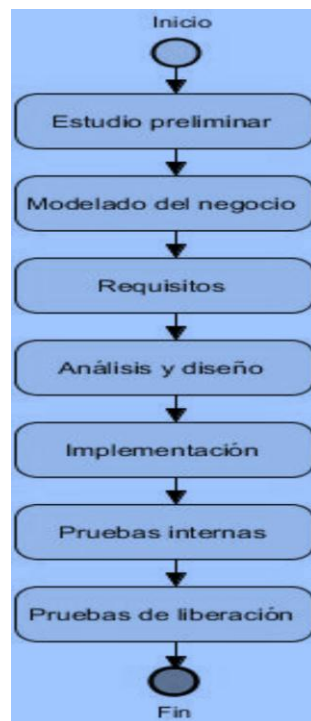 Inicio
Estudio preliminar
Modelado del negocio
Requisitos
Análisis y diseño
Implementación
Pruebas internas
Pruebas de liberación
Fin